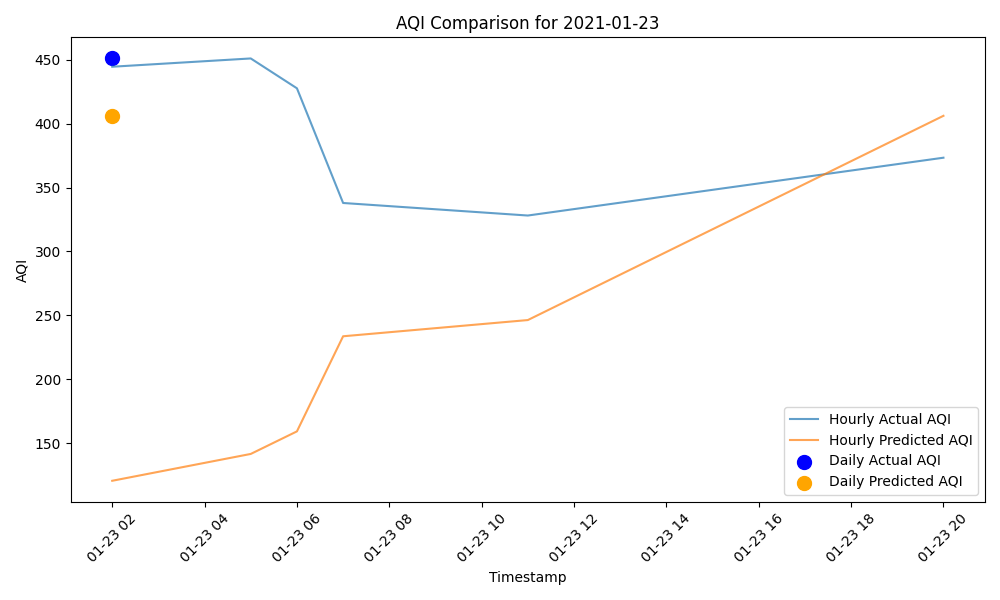 AQI Comparison for 2021-01-23
AQI
450
400
350
300
250
200
150
Hourly Actual AQI
Hourly Predicted AQI
Daily Actual AQI
Daily Predicted AQI
01-23 02
01-23 04
01-23 06
01-23 08
01-23 10
01-23 12
01-23 14
01-23 16
01-23 18
01-23 20
Timestamp